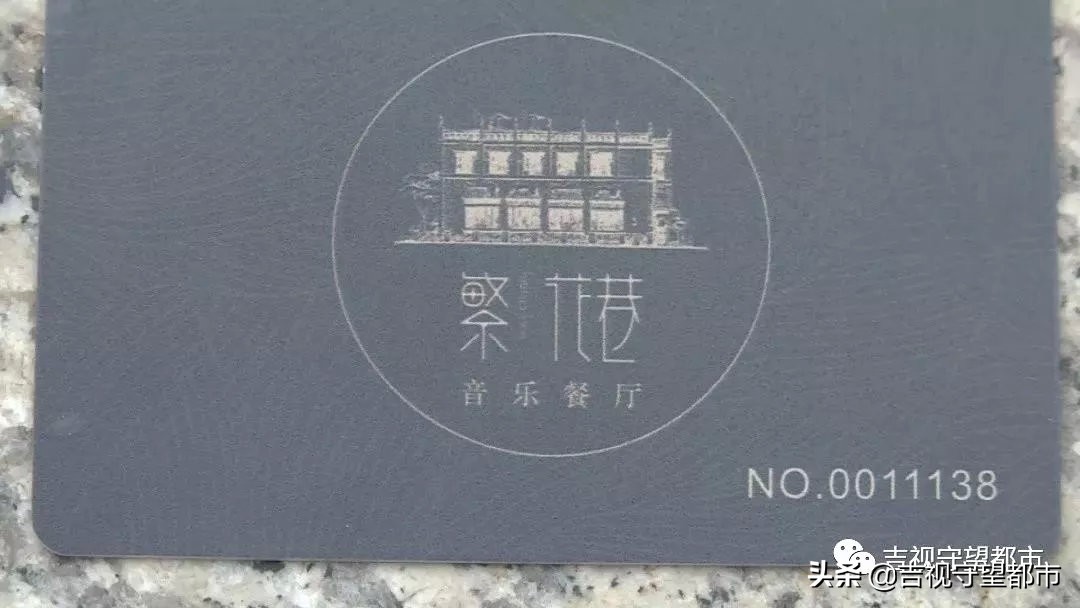 繁花巷
音乐餐厅
NO.0011138
吉视守望都市
头条 @吉视守望都市